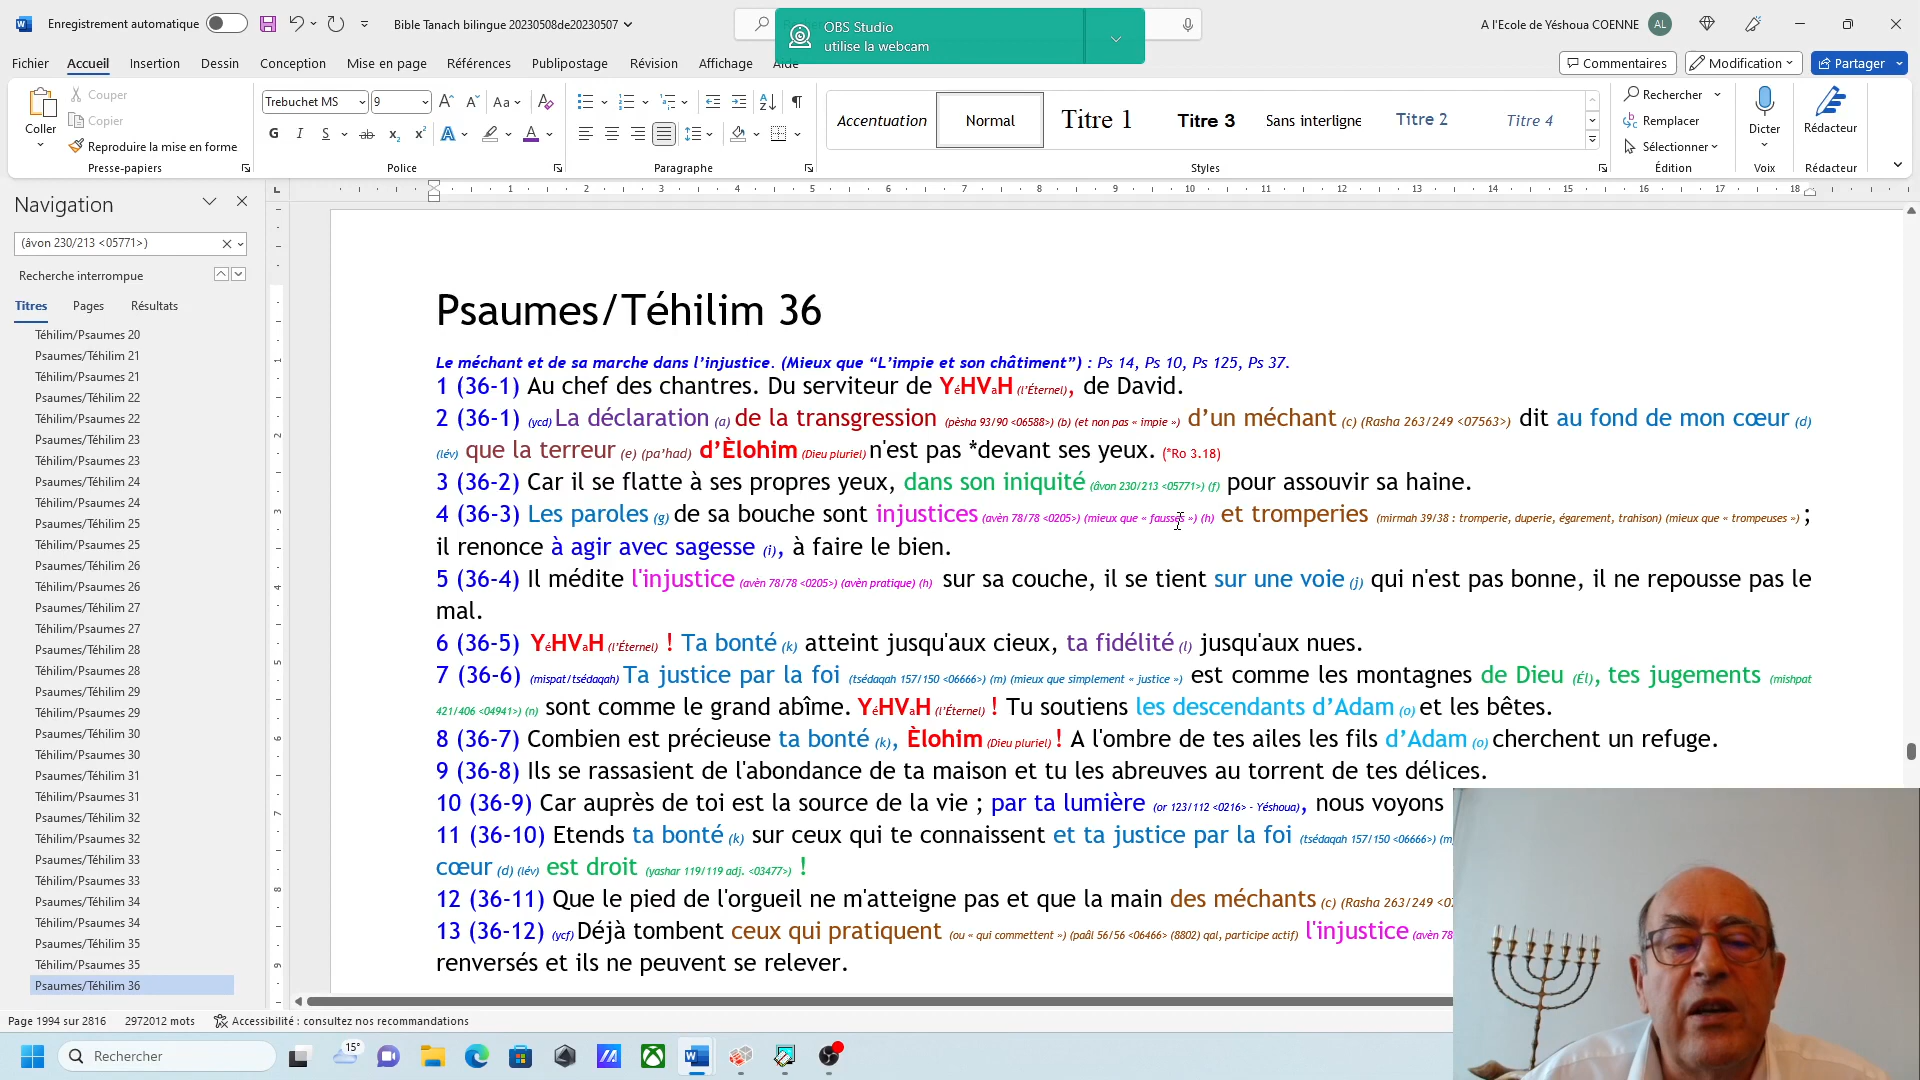 Enregistrement automatique
Bible Tanach bilingue 20230508de20230507
OBS Studio
utilise la webcam
A l'Ecole de Yéshoua COENNE AL
Fichier Accueil Insertion Dessin Conception Mise en page Références Publipostage Révision Affichage Aide
Commentaires Modification Partager
Coller
Couper
Copier
Reproduire la mise en forme
Presse-papiers
Trebuchet MS 9
Police
Paragraphe
Accentuation Normal Titre 1 Titre 3 Sans interligne Titre 2 Titre 4
Styles
Rechercher
Remplacer
Sélectionner
Édition
Dicter
Voix
Rédacteur
Rédacteur
Navigation
(âvon 230/213 <05771>)
Recherche interrompue
Titres Pages Résultats
Téhilim/Psaumes 20
Psaumes/Téhilim 21
Téhilim/Psaumes 21
Psaumes/Téhilim 22
Téhilim/Psaumes 22
Psaumes/Téhilim 23
Téhilim/Psaumes 23
Psaumes/Téhilim 24
Téhilim/Psaumes 24
Psaumes/Téhilim 25
Téhilim/Psaumes 25
Psaumes/Téhilim 26
Téhilim/Psaumes 26
Psaumes/Téhilim 27
Téhilim/Psaumes 27
Psaumes/Téhilim 28
Téhilim/Psaumes 28
Psaumes/Téhilim 29
Téhilim/Psaumes 29
Psaumes/Téhilim 30
Téhilim/Psaumes 30
Psaumes/Téhilim 31
Téhilim/Psaumes 31
Psaumes/Téhilim 32
Téhilim/Psaumes 32
Psaumes/Téhilim 33
Téhilim/Psaumes 33
Psaumes/Téhilim 34
Téhilim/Psaumes 34
Psaumes/Téhilim 35
Téhilim/Psaumes 35
Psaumes/Téhilim 36
Psaumes/Téhilim 36
Le méchant et de sa marche dans l’injustice. (Mieux que “L’impie et son châtiment”) : Ps 14, Ps 10, Ps 125, Ps 37.
1 (36-1) Au chef des chantres. Du serviteur de YéHVaH (l’Éternel), de David.
2 (36-1) (ycd) La déclaration (a) de la transgression (pèsha 93/90 <06588>) (b) (et non pas « impie ») d’un méchant (c) (Rasha 263/249 <07563>) dit au fond de mon cœur (d)
(lév) que la terreur (e) (pa’had) d’Èlohim (Dieu pluriel) n'est pas *devant ses yeux. (*Ro 3.18)
3 (36-2) Car il se flatte à ses propres yeux, dans son iniquité (âvon 230/213 <05771>) (f) pour assouvir sa haine.
4 (36-3) Les paroles (g) de sa bouche sont injustices (avèn 78/78 <0205>) (mieux que « fausses ») (h) et tromperies (mirmah 39/38 : tromperie, duperie, égarement, trahison) (mieux que « trompeuses ») ;
il renonce à agir avec sagesse (i), à faire le bien.
5 (36-4) Il médite l'injustice (avèn 78/78 <0205>) (avèn pratique) (h) sur sa couche, il se tient sur une voie (j) qui n'est pas bonne, il ne repousse pas le
mal.
6 (36-5) YéHVaH (l’Éternel) ! Ta bonté (k) atteint jusqu'aux cieux, ta fidélité (l) jusqu'aux nues.
7 (36-6) (mispat/tsédaqah) Ta justice par la foi (tsédaqah 157/150 <06666>) (m) (mieux que simplement « justice ») est comme les montagnes de Dieu (Él), tes jugements (mishpat
421/406 <04941>) (n) sont comme le grand abîme. YéHVaH (l’Éternel) ! Tu soutiens les descendants d’Adam (o) et les bêtes.
8 (36-7) Combien est précieuse ta bonté (k), Èlohim (Dieu pluriel) ! A l'ombre de tes ailes les fils d’Adam (o) cherchent un refuge.
9 (36-8) Ils se rassasient de l'abondance de ta maison et tu les abreuves au torrent de tes délices.
10 (36-9) Car auprès de toi est la source de la vie ; par ta lumière (or 123/112 <0216> - Yéshoua), nous voyons
11 (36-10) Etends ta bonté (k) sur ceux qui te connaissent et ta justice par la foi (tsédaqah 157/150 <06666>) (m
cœur (d) (lév) est droit (yashar 119/119 adj. <03477>) !
12 (36-11) Que le pied de l'orgueil ne m'atteigne pas et que la main des méchants (c) (Rasha 263/249 <07
13 (36-12) (ycf) Déjà tombent ceux qui pratiquent (ou « qui commettent ») (paâl 56/56 <06466> (8802) qal, participe actif) l'injustice (avèn 78
renversés et ils ne peuvent se relever.
Page 1994 sur 2816 2972012 mots Accessibilité : consultez nos recommandations
Rechercher
15°